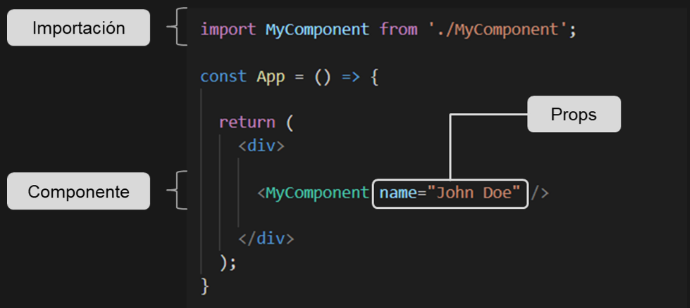 Importación
import MyComponent from './MyComponent';
const App = () => {
return (
Props
<div>
Componente
<MyComponent name="John Doe" />
</div>
);
}